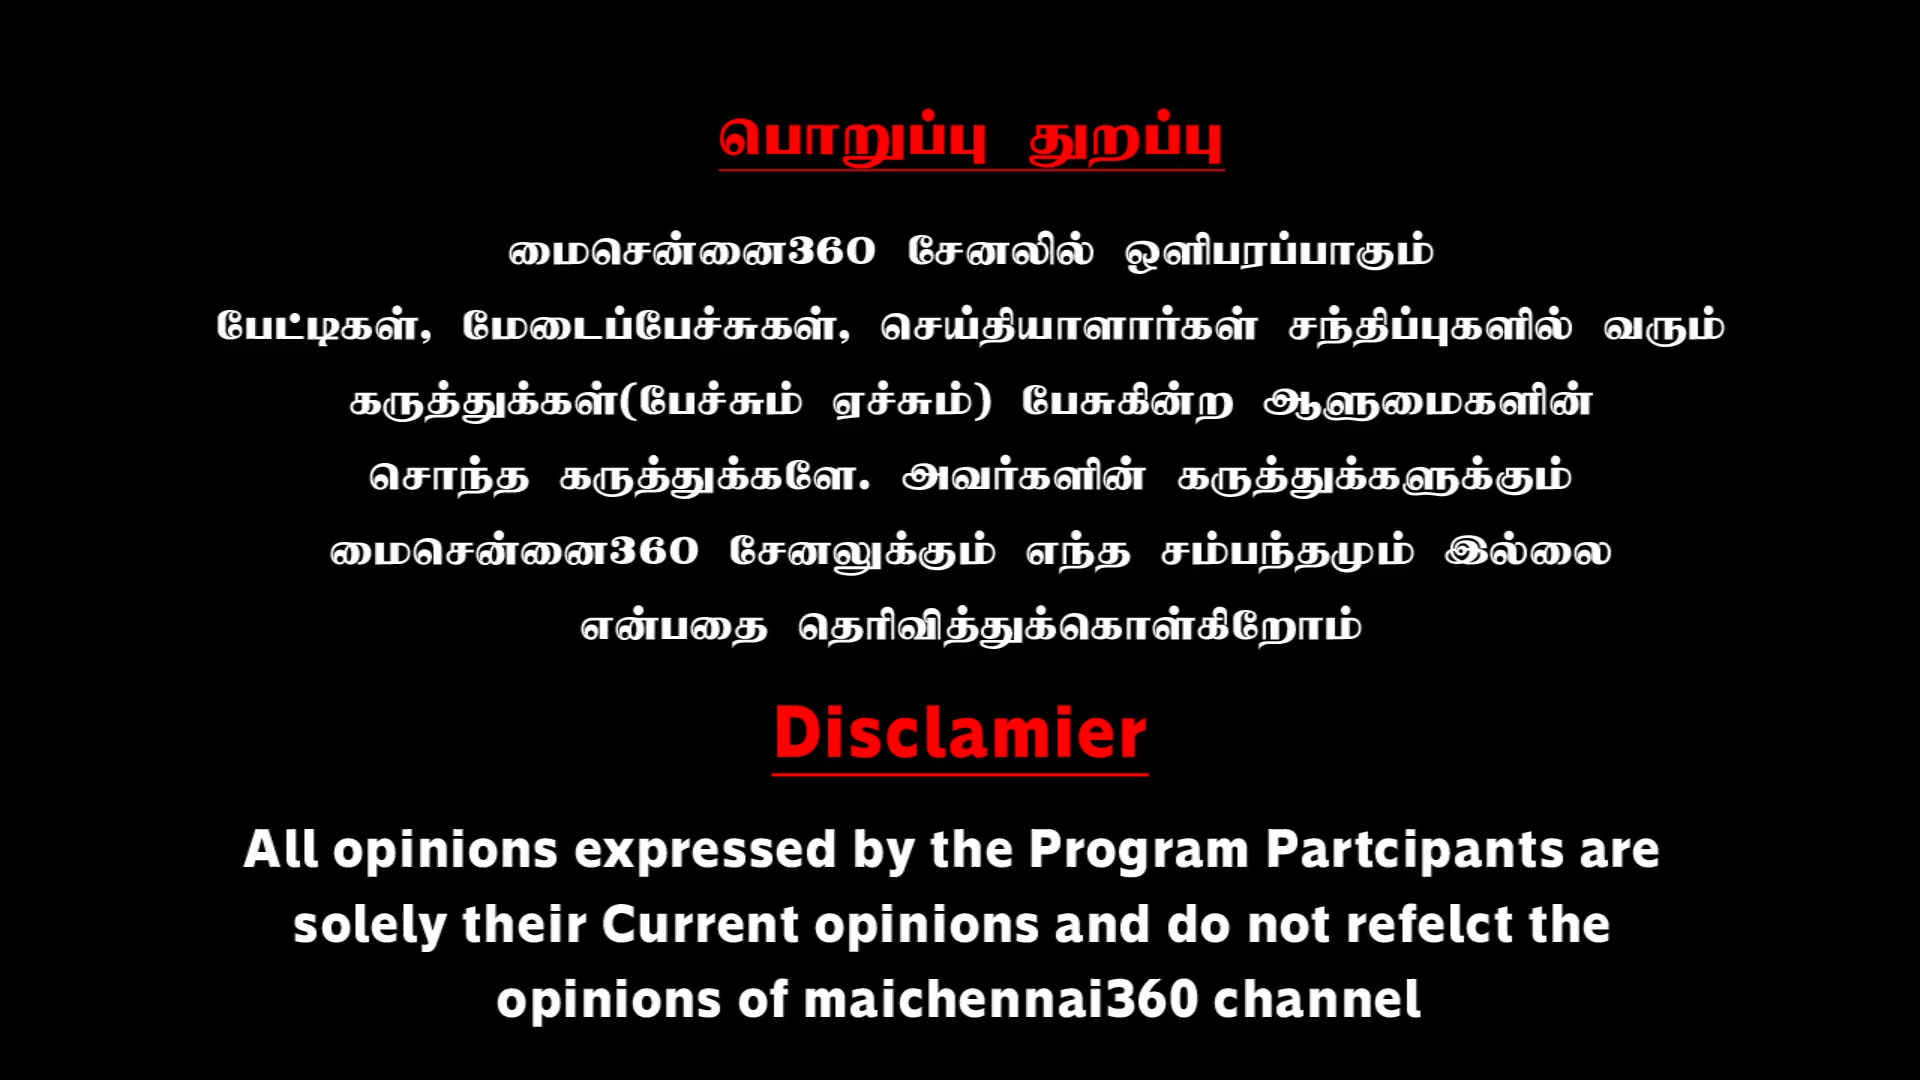 பொறுப்பு துறப்பு
மைசென்னை360 சேனலில் ஒளிபரப்பாகும்
பேட்டிகள், மேடைப்பேச்சுகள், செய்தியாளார்கள் சந்திப்புகளில் வரும்
கருத்துக்கள்(பேச்சும் ஏச்சும்) பேசுகின்ற ஆளுமைகளின்
சொந்த கருத்துக்களே. அவர்களின் கருத்துக்களுக்கும்
மைசென்னை360 சேனலுக்கும் எந்த சம்பந்தமும் இல்லை
என்பதை தெரிவித்துக்கொள்கிறோம்
Disclamier
All opinions expressed by the Program Partcipants are
solely their Current opinions and do not refelct the
opinions of maichennai360 channel